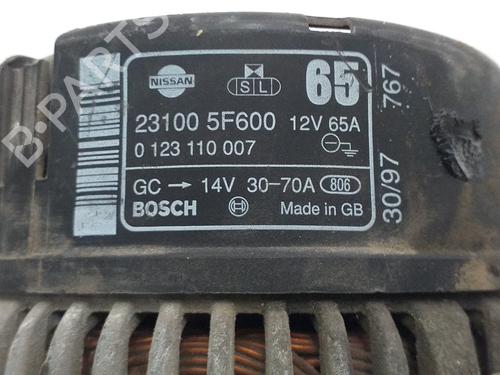 B-PARTS
NISSAN
S L
65
23100 5F600 12V 65A
0 123 110 007
GC → 14V 30-70A 806
BOSCH Made in GB
30/97 767